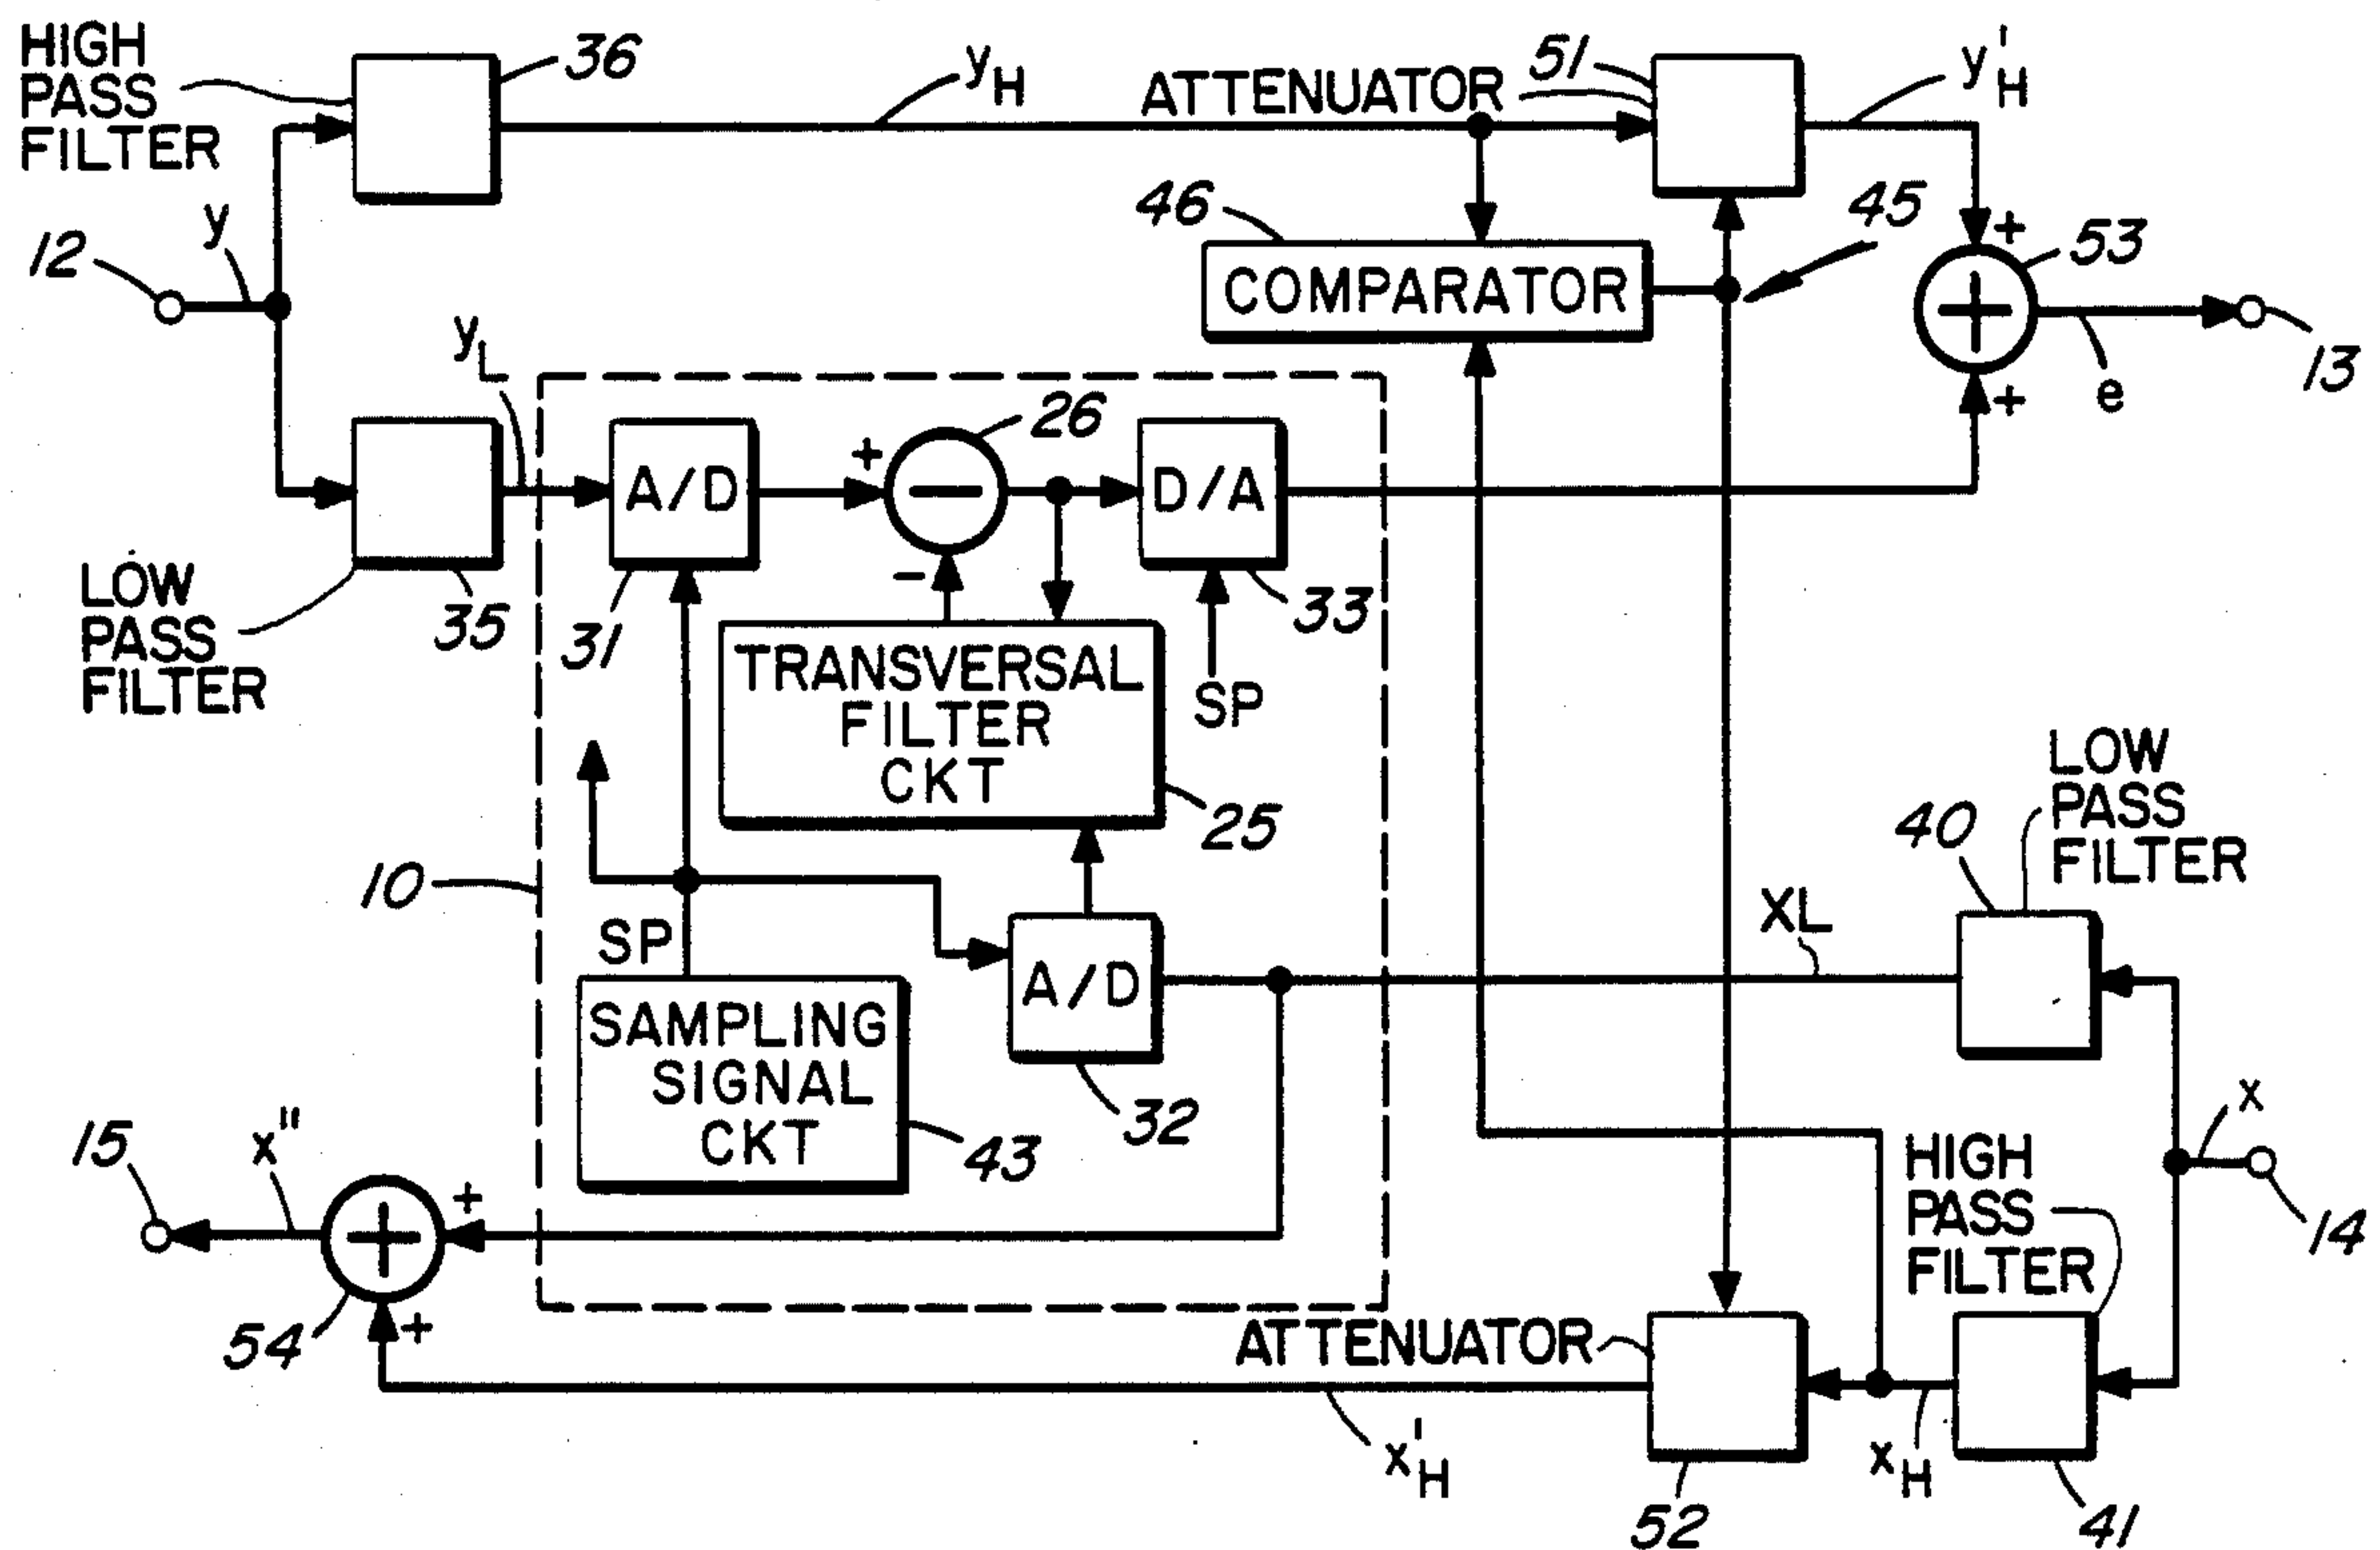 HIGH
PASS
FILTER
36
yH
ATTENUATOR
51
y'H
12
y
46
COMPARATOR
45
+
53
13
e
+
yL
A/D
+
26
D/A
LOW
PASS
FILTER
35
31
-
33
TRANSVERSAL
FILTER
CKT
SP
25
10
SP
A/D
XL
40
LOW
PASS
FILTER
SAMPLING
SIGNAL
CKT
43
32
x
14
HIGH
PASS
FILTER
15
x"
+
54
+
ATTENUATOR
x'H
52
xH
41